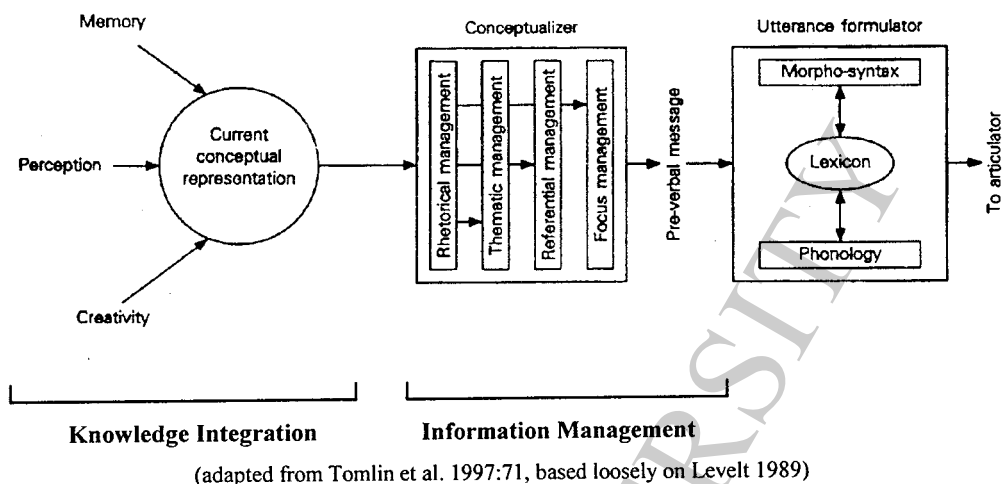 Memory
Perception
Creativity
Current
conceptual
representation
Conceptualizer
Rhetorical management
Thematic management
Referential management
Focus management
Pre-verbal message
Utterance formulator
Morpho-syntax
Lexicon
Phonology
To articulator
Knowledge Integration
Information Management
(adapted from Tomlin et al. 1997:71, based loosely on Levelt 1989)
ERSITY